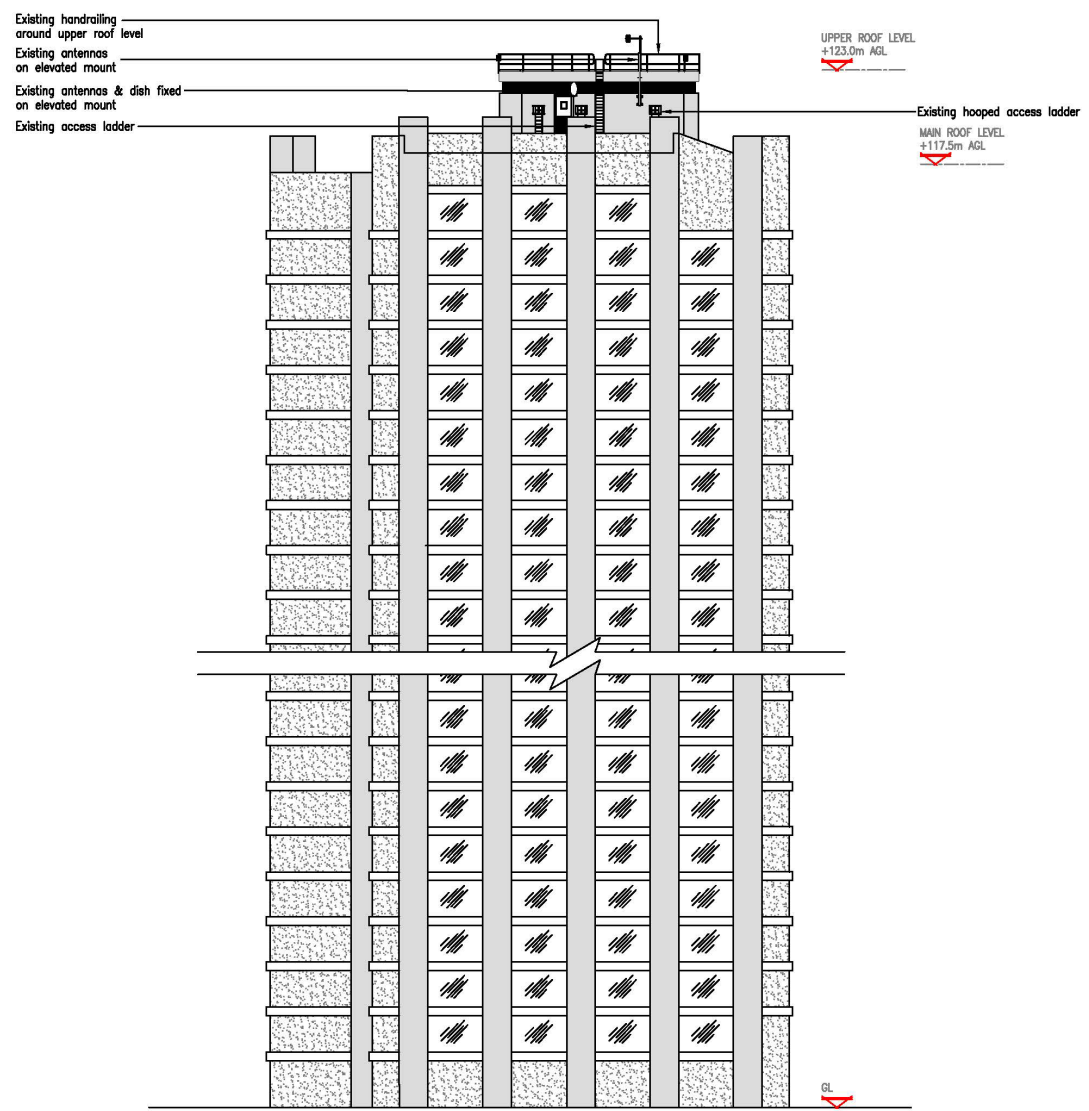 Existing handrailing
around upper roof level
Existing antennas
on elevated mount
Existing antennas & dish fixed
on elevated mount
Existing access ladder
UPPER ROOF LEVEL
+123.0m AGL
Existing hooped access ladder
MAIN ROOF LEVEL
+117.5m AGL
GL